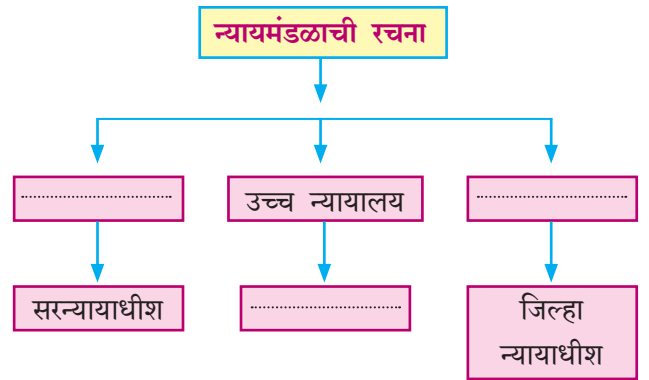 न्यायमंडळाची रचना
उच्च न्यायालय
सरन्यायाधीश
जिल्हा
न्यायाधीश